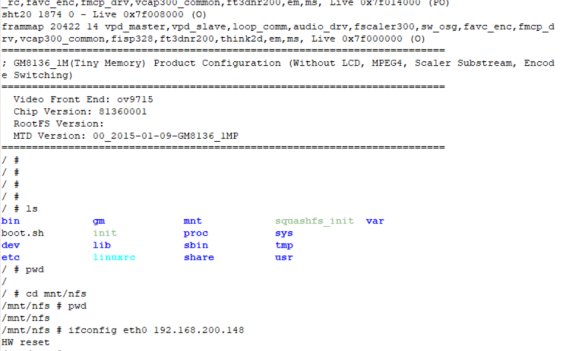 _rc,favc_enc,fmcp_drv,vcap300_common,ft3dnr200,em,ms, Live 0x7f014000 (PO)
sht20 1874 0 - Live 0x7f008000 (O)
frammap 20422 14 vpd_master,vpd_slave,loop_comm,audio_drv,fscaler300,sw_osg,favc_enc,fmcp_d
rv,vcap300_common,fisp328,ft3dnr200,think2d,em,ms, Live 0x7f000000 (O)
================================================================================
; GM8136_1M(Tiny Memory) Product Configuration (Without LCD, MPEG4, Scaler Substream, Encod
e Switching)
================================================================================
Video Front End: ov9715
Chip Version: 81360001
RootFS Version:
MTD Version: 00_2015-01-09-GM8136_1MP
================================================================================
/ #
/ #
/ #
/ #
/ # ls
bin gm mnt squashfs_init var
boot.sh init proc sys
dev lib sbin tmp
etc linuxrc share usr
/ # pwd
/
/ # cd mnt/nfs
/mnt/nfs # pwd
/mnt/nfs
/mnt/nfs # ifconfig eth0 192.168.200.148
HW reset